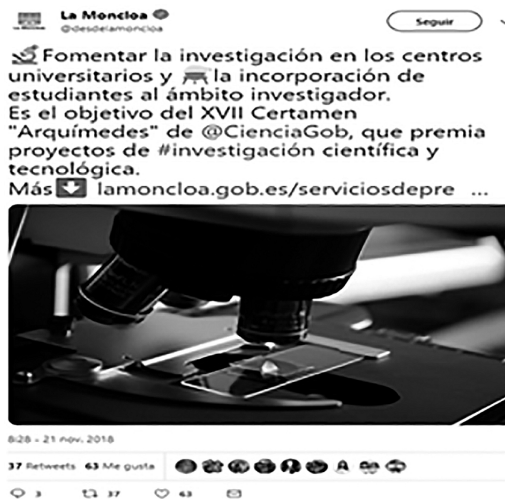 La Moncloa
@desdelamoncloa
Seguir
Fomentar la investigación en los centros
universitarios y la incorporación de
estudiantes al ámbito investigador.
Es el objetivo del XVII Certamen
"Arquímedes" de @CienciaGob, que premia
proyectos de #investigación científica y
tecnológica.
Más lamoncloa.gob.es/serviciosdepre ...
8:28 - 21 nov. 2018
37 Retweets 63 Me gusta
3 37 63